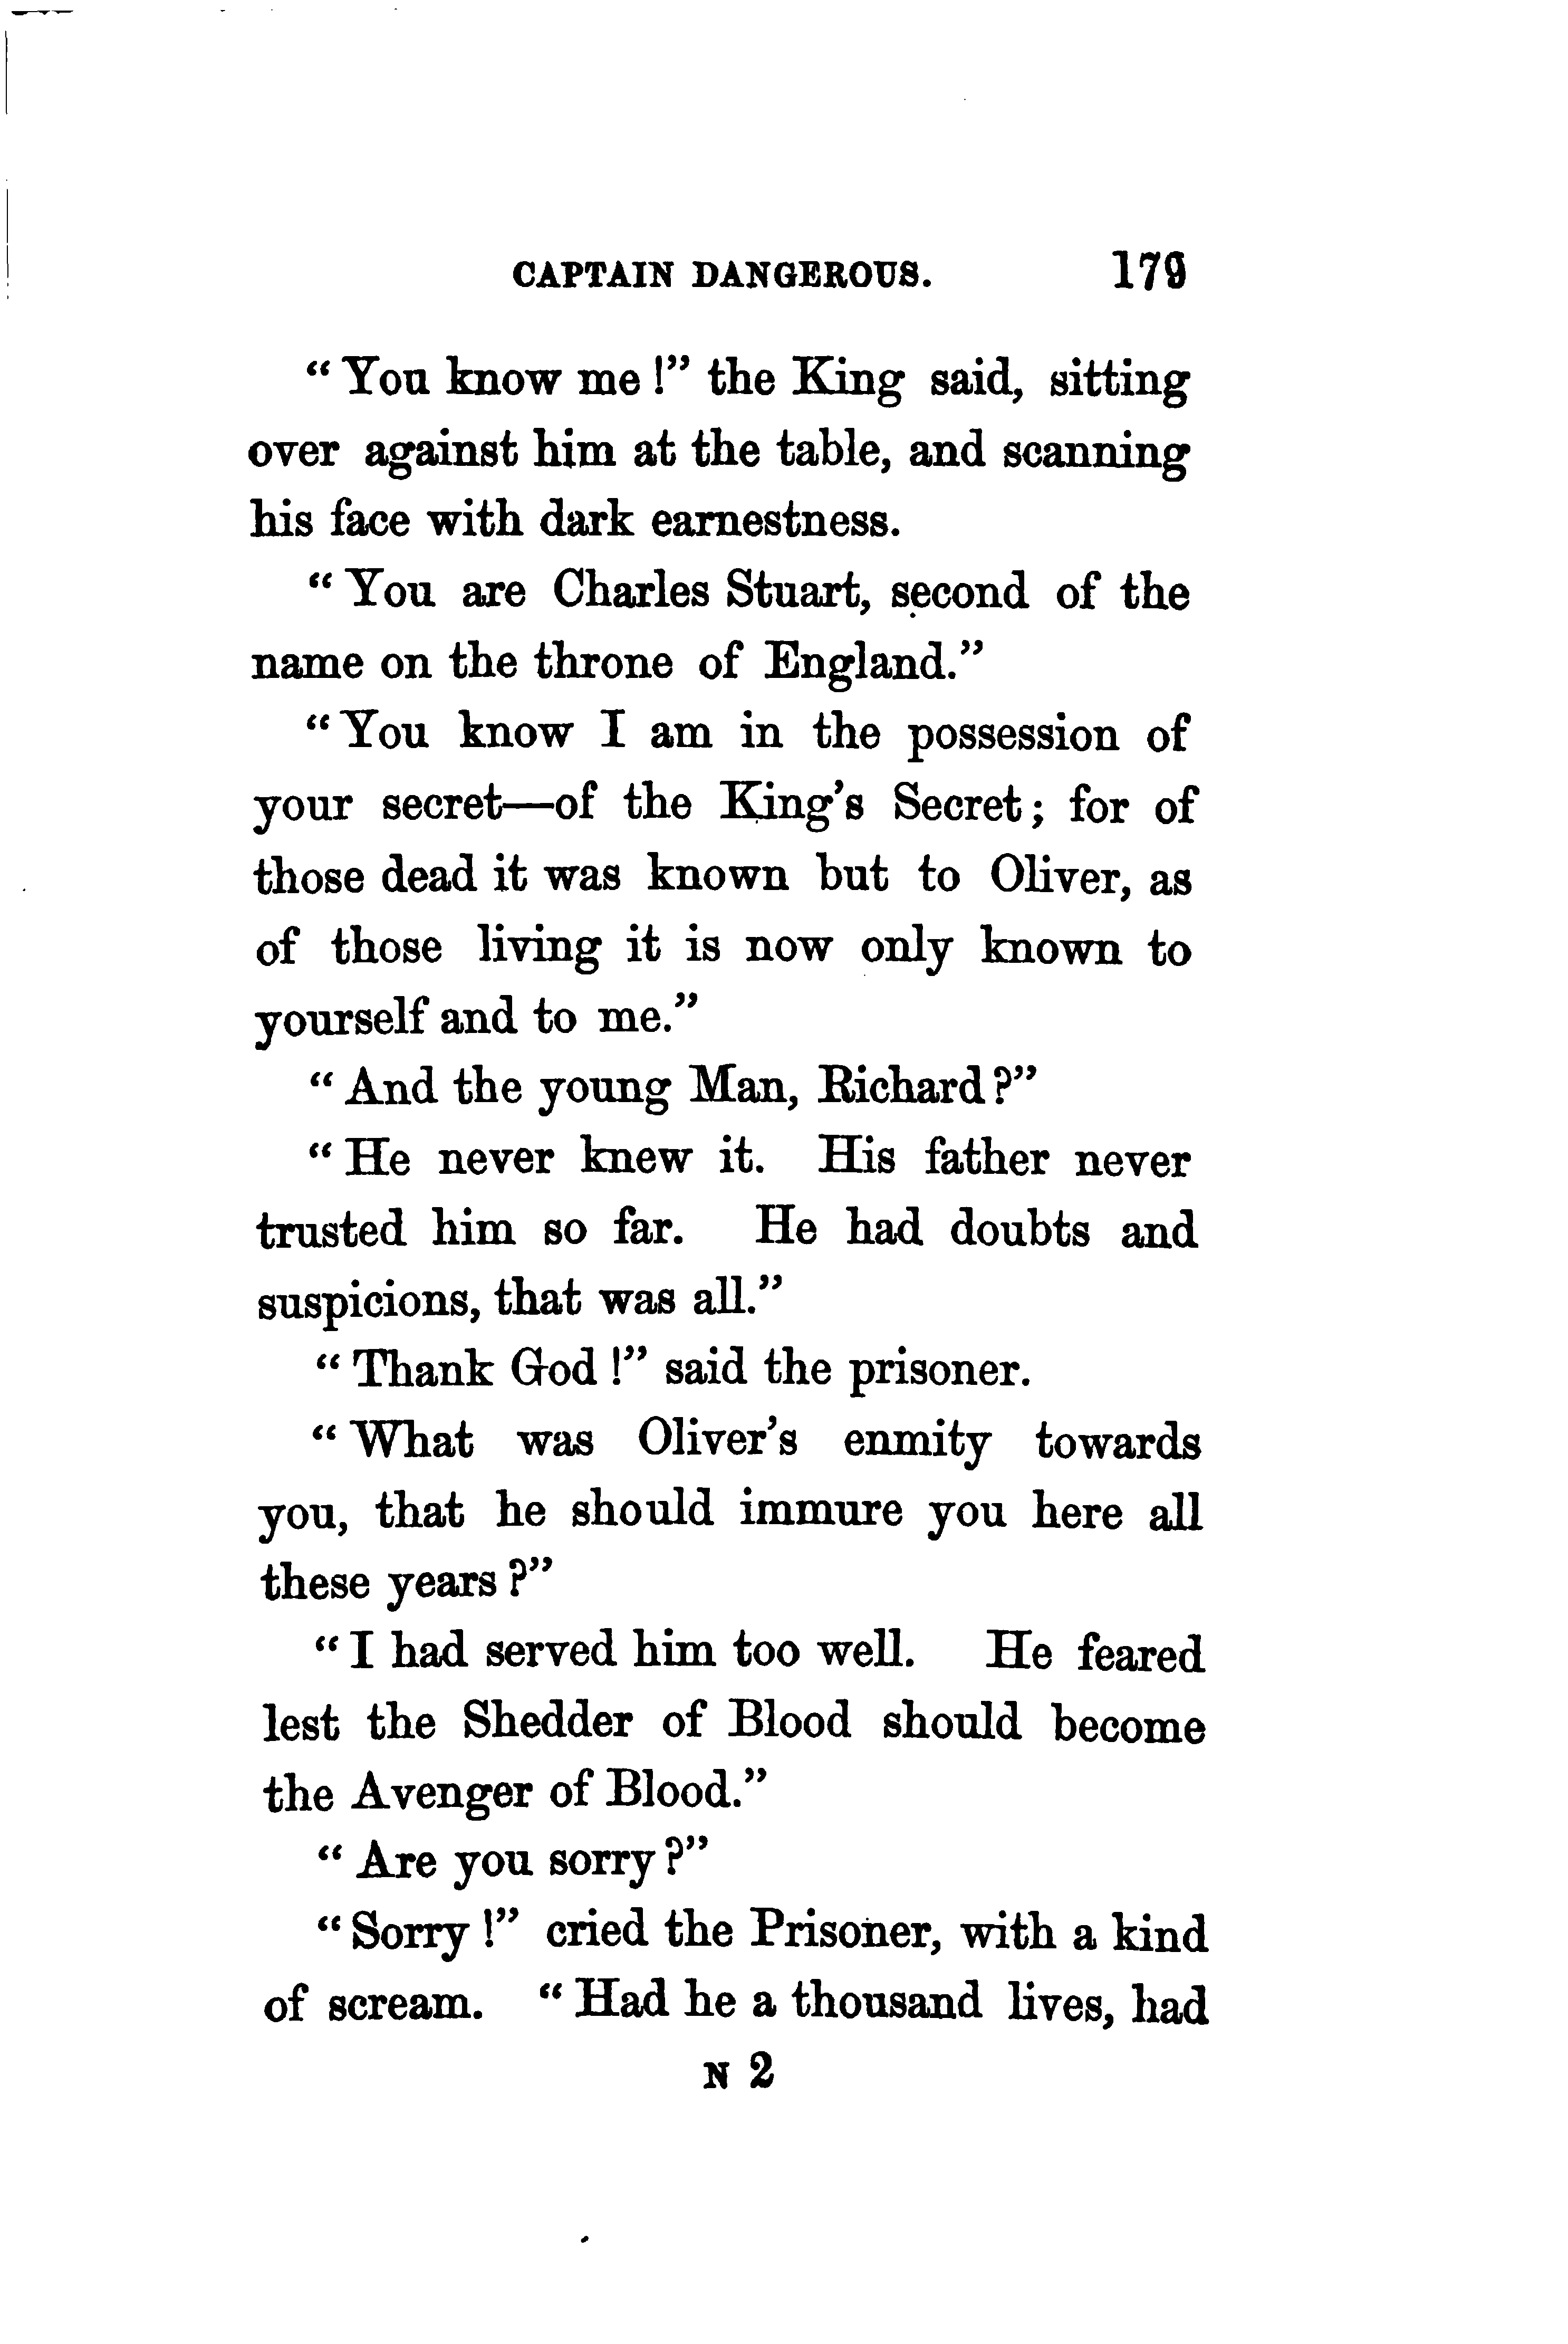 CAPTAIN DANGEROUS. 179
“You know me!” the King said, sitting
over against him at the table, and scanning
his face with dark earnestness.
“You are Charles Stuart, second of the
name on the throne of England.”
“You know I am in the possession of
your secret—of the King’s Secret; for of
those dead it was known but to Oliver, as
of those living it is now only known to
yourself and to me.”
“And the young Man, Richard?”
“He never knew it. His father never
trusted him so far. He had doubts and
suspicions, that was all.”
“Thank God!” said the prisoner.
“What was Oliver’s enmity towards
you, that he should immure you here all
these years?”
“I had served him too well. He feared
lest the Shedder of Blood should become
the Avenger of Blood.”
“Are you sorry?”
“Sorry!” cried the Prisoner, with a kind
of scream. “Had he a thousand lives, had
N 2